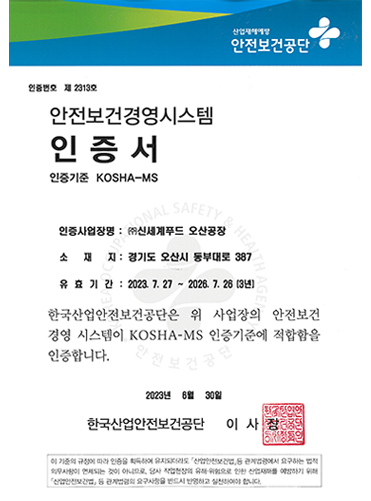 산업재해예방
안전보건공단
인증번호 제 2313호
안전보건경영시스템
인증서
인증기준 KOSHA-MS
인증사업장명 : ㈜신세계푸드 오산공장
소재지 : 경기도 오산시 동부대로 387
유효기간 : 2023. 7. 27 ~ 2026. 7. 26 (3년)
한국산업안전보건공단은 위 사업장의 안전보건
경영 시스템이 KOSHA-MS 인증기준에 적합함을
인증합니다.
안전보건공단
2023년 6월 30일
한국산업안전보건공단 이사장
이 기준의 규정에 따라 인증을 획득하여 유지되더라도 「산업안전보건법」등 관계법령에서 요구하는 법적
의무사항이 면제되는 것이 아니므로, 당사 작업현장의 유해·위험으로 인한 산업재해를 예방하기 위해
「산업안전보건법」 등 관계법령의 요구사항을 반드시 반영하고 실천하여야 합니다.